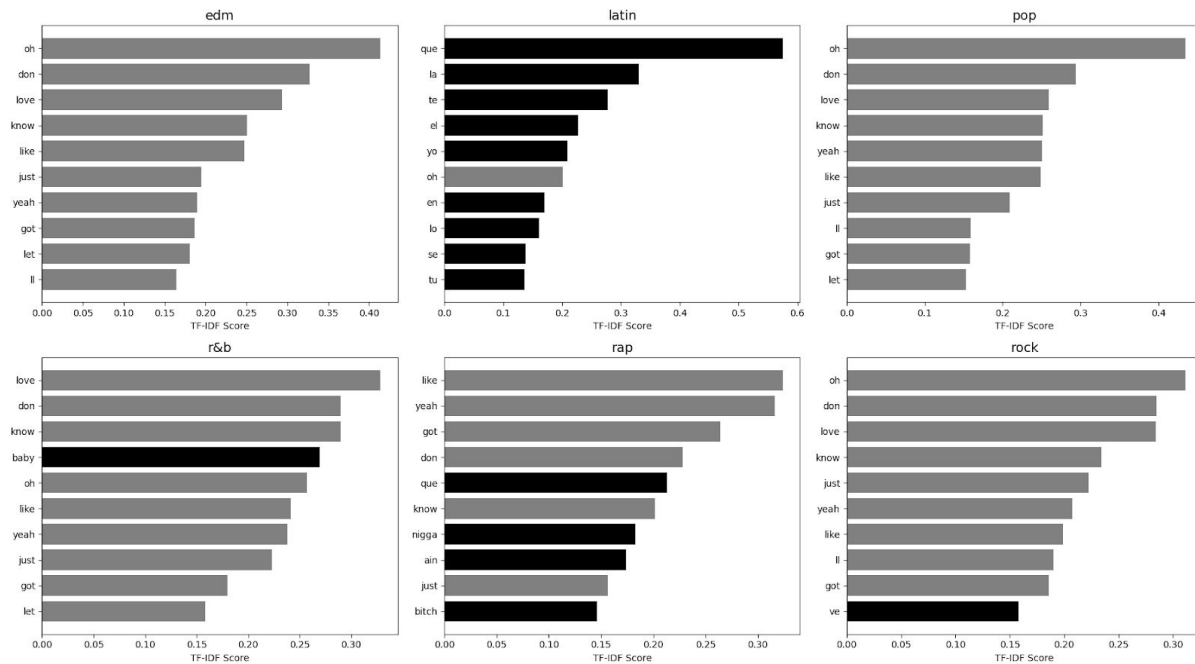 edm
oh
don
love
know
like
just
yeah
got
let
ll
0.00 0.05 0.10 0.15 0.20 0.25 0.30 0.35 0.40
TF-IDF Score
latin
que
la
te
el
yo
oh
en
lo
se
tu
0.0 0.1 0.2 0.3 0.4 0.5 0.6
TF-IDF Score
pop
oh
don
love
know
yeah
like
just
ll
got
let
0.0 0.1 0.2 0.3 0.4
TF-IDF Score
r&b
love
don
know
baby
oh
like
yeah
just
got
let
0.00 0.05 0.10 0.15 0.20 0.25 0.30
TF-IDF Score
rap
like
yeah
got
don
que
know
nigga
ain
just
bitch
0.00 0.05 0.10 0.15 0.20 0.25 0.30
TF-IDF Score
rock
oh
don
love
know
just
yeah
like
ll
got
ve
0.00 0.05 0.10 0.15 0.20 0.25 0.30
TF-IDF Score